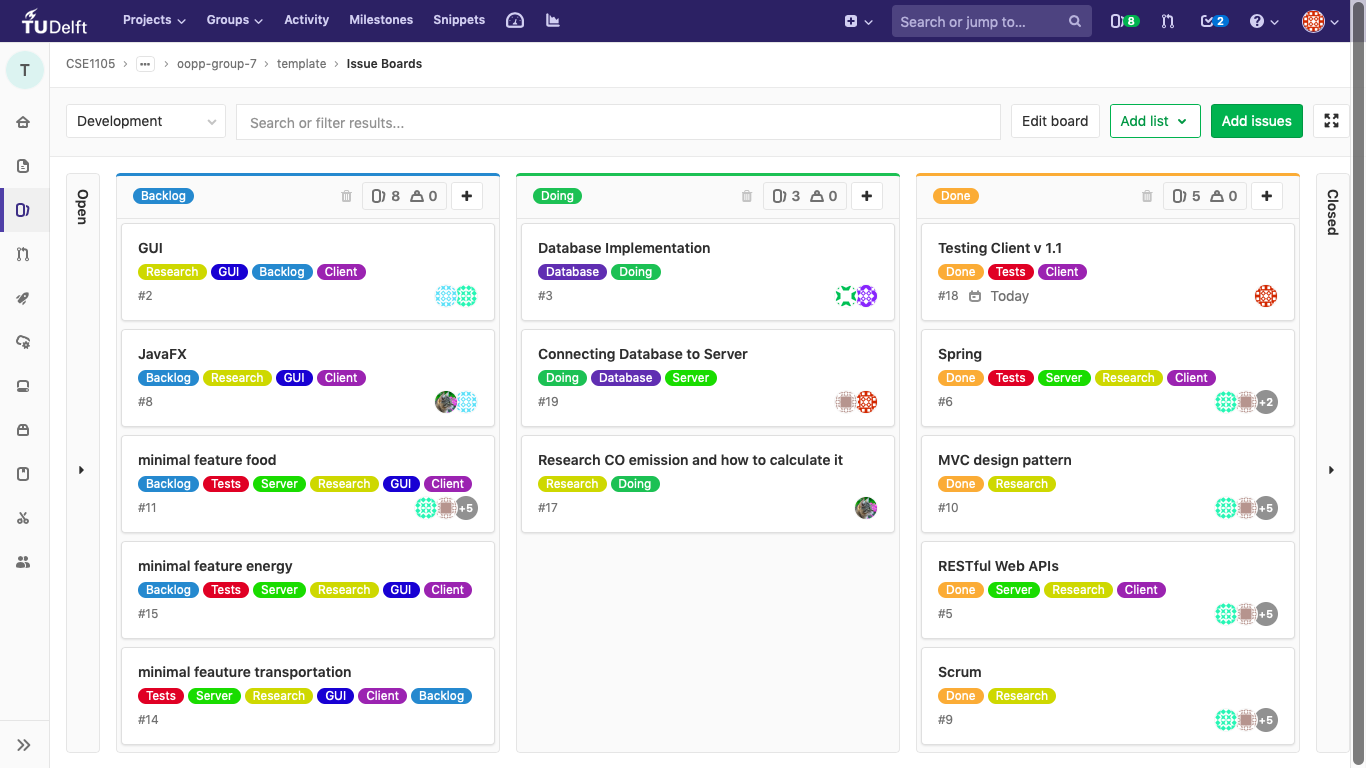 TUDelft Projects Groups Activity Milestones Snippets Search or jump to... 8 2
T
CSE1105 › ... › oopp-group-7 › template › Issue Boards
Development Search or filter results... Edit board Add list Add issues
Open
Backlog 8 0
GUI
Research GUI Backlog Client
#2
JavaFX
Backlog Research GUI Client
#8
minimal feature food
Backlog Tests Server Research GUI Client
#11 +5
minimal feature energy
Backlog Tests Server Research GUI Client
#15
minimal feauture transportation
Tests Server Research GUI Client Backlog
#14
Doing 3 0
Database Implementation
Database Doing
#3
Connecting Database to Server
Doing Database Server
#19
Research CO emission and how to calculate it
Research Doing
#17
Done 5 0
Testing Client v 1.1
Done Tests Client
#18 Today
Spring
Done Tests Server Research Client
#6 +2
MVC design pattern
Done Research
#10 +5
RESTful Web APIs
Done Server Research Client
#5 +5
Scrum
Done Research
#9 +5
Closed